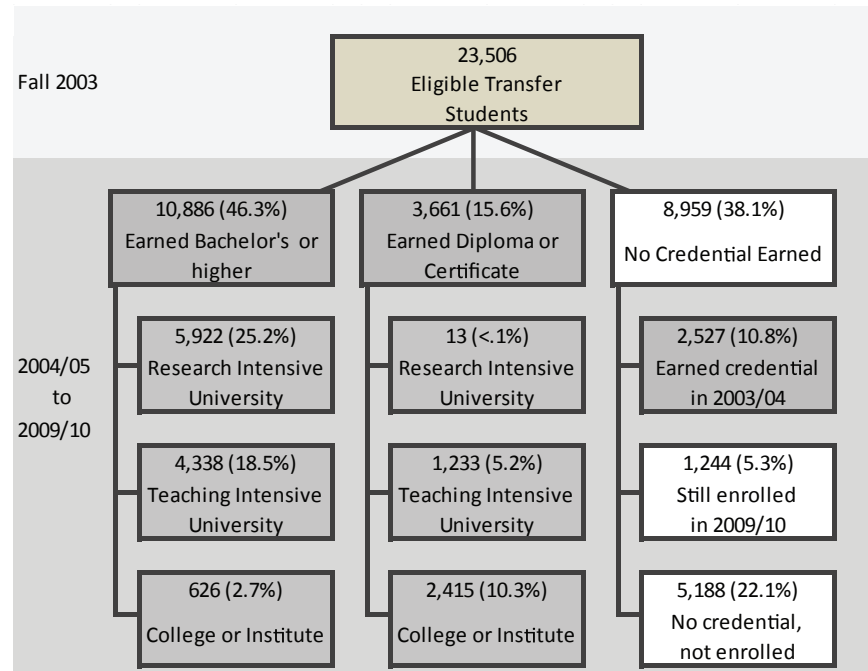 Fall 2003
23,506
Eligible Transfer
Students
10,886 (46.3%)
Earned Bachelor's or
higher
3,661 (15.6%)
Earned Diploma or
Certificate
8,959 (38.1%)
No Credential Earned
2004/05
to
2009/10
5,922 (25.2%)
Research Intensive
University
13 (<.1%)
Research Intensive
University
2,527 (10.8%)
Earned credential
in 2003/04
4,338 (18.5%)
Teaching Intensive
University
1,233 (5.2%)
Teaching Intensive
University
1,244 (5.3%)
Still enrolled
in 2009/10
626 (2.7%)
College or Institute
2,415 (10.3%)
College or Institute
5,188 (22.1%)
No credential,
not enrolled